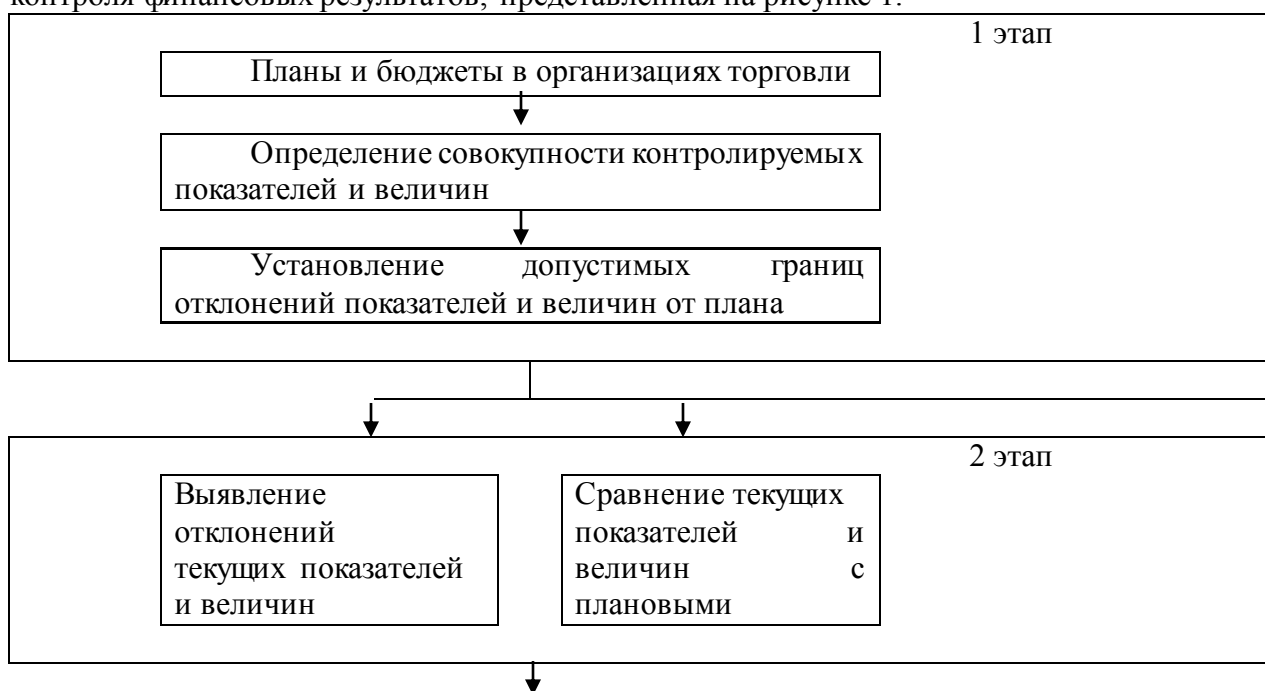 контроля финансовых результатов, представленная на рисунке 1.
1 этап
Планы и бюджеты в организациях торговли
Определение совокупности контролируемых
показателей и величин
Установление допустимых границ
отклонений показателей и величин от плана
2 этап
Выявление
отклонений
текущих показателей
и величин
Сравнение текущих
показателей и
величин с
плановыми